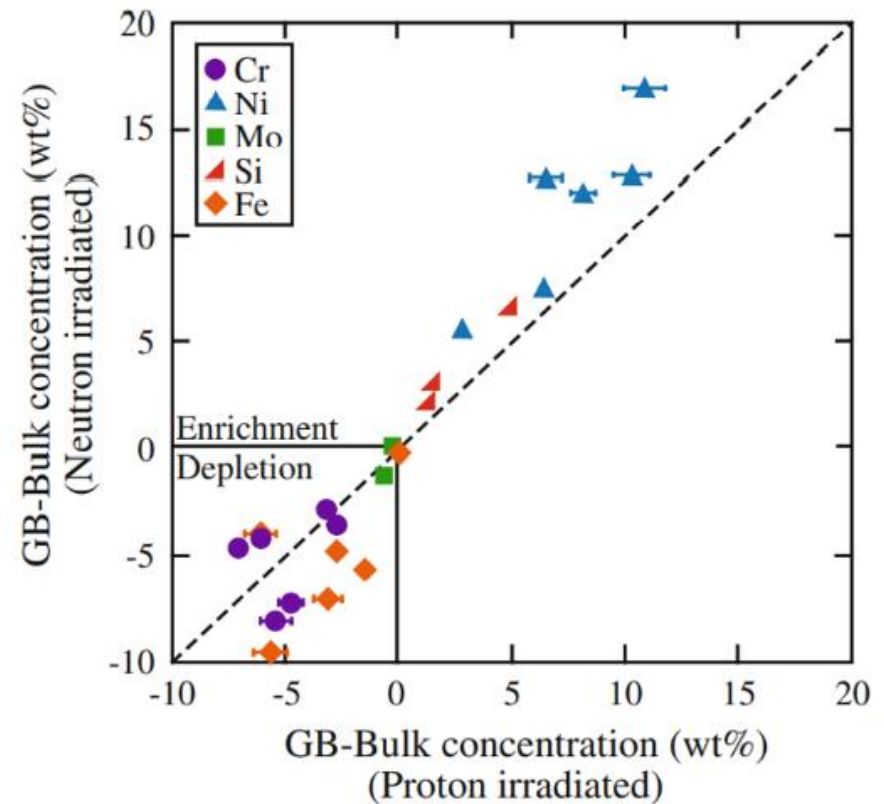 GB-Bulk concentration (wt%)
(Neutron irradiated)
20
15
10
5
0
-5
-10
Cr
Ni
Mo
Si
Fe
Enrichment
Depletion
-10 -5 0 5 10 15 20
GB-Bulk concentration (wt%)
(Proton irradiated)